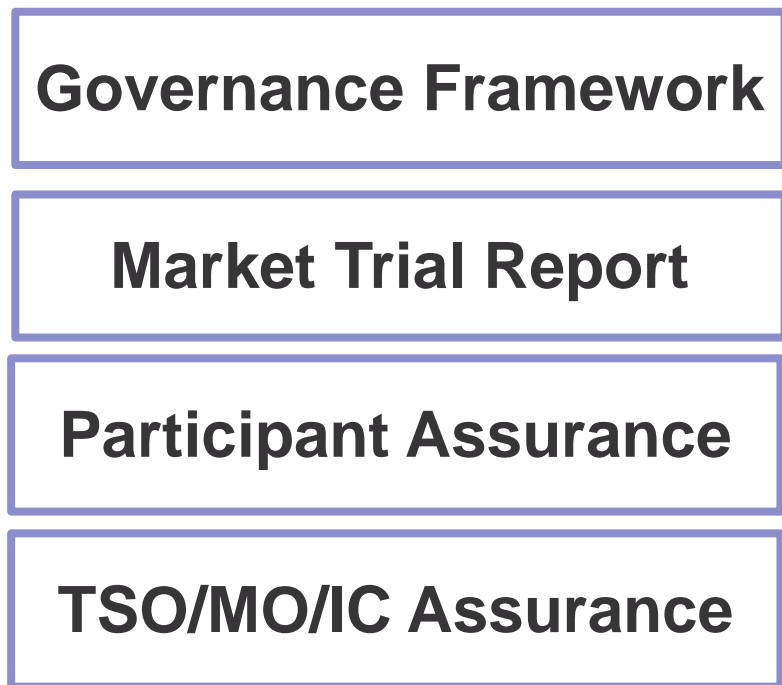 Governance Framework
Market Trial Report
Participant Assurance
TSO/MO/IC Assurance